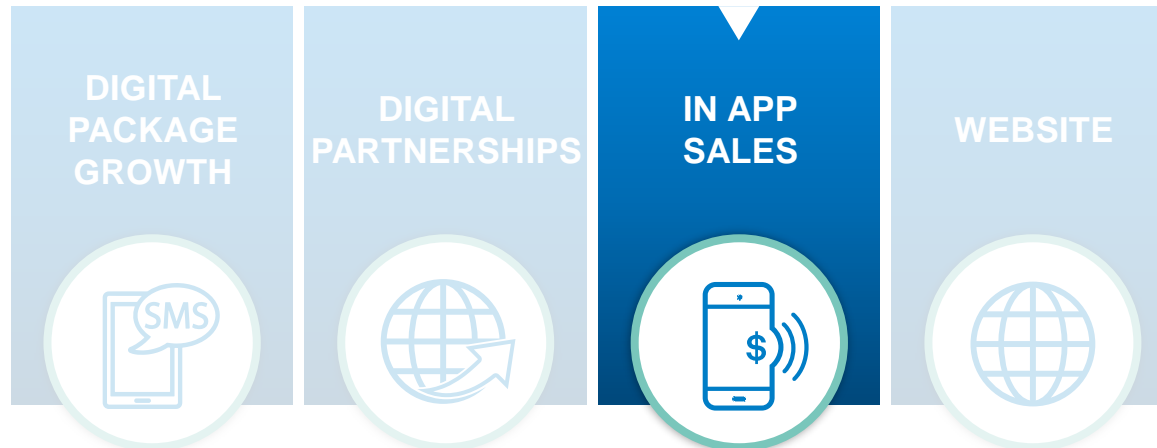 DIGITAL
PACKAGE
GROWTH
DIGITAL
PARTNERSHIPS
IN APP
SALES
WEBSITE
SMS
$